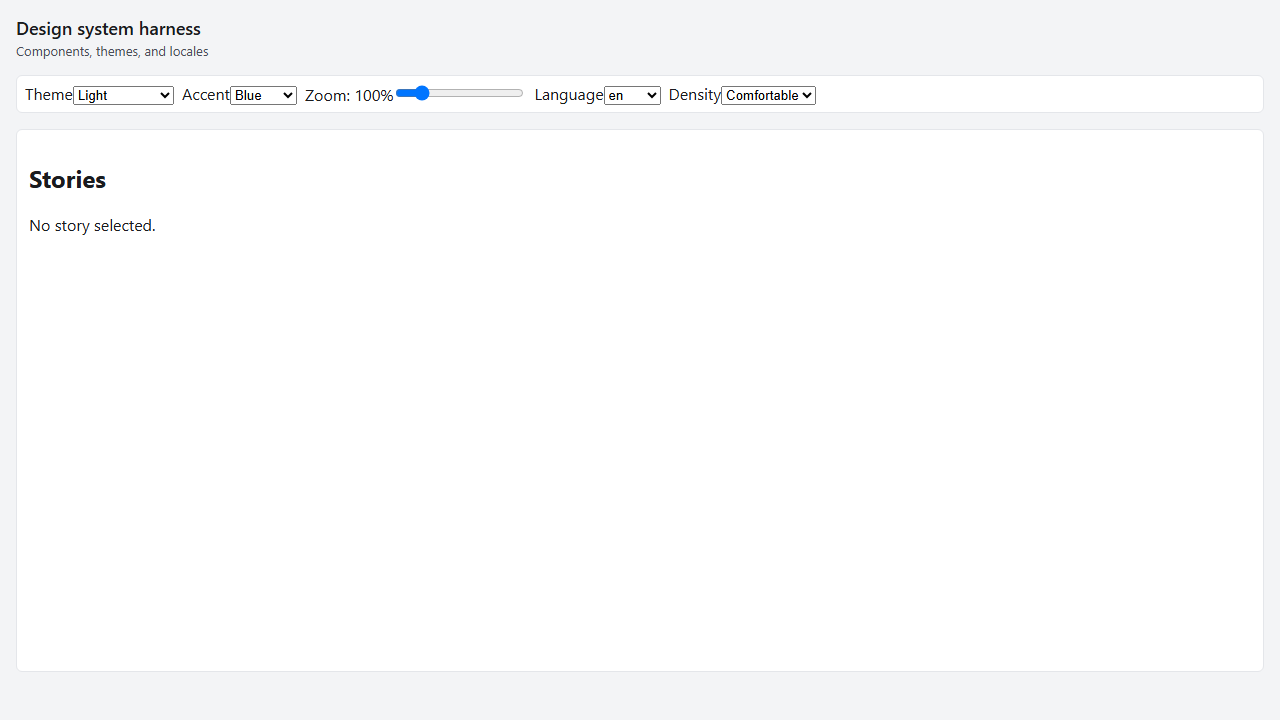 Design system harness
Components, themes, and locales
Theme Light Accent Blue Zoom: 100% Language en Density Comfortable
Stories
No story selected.